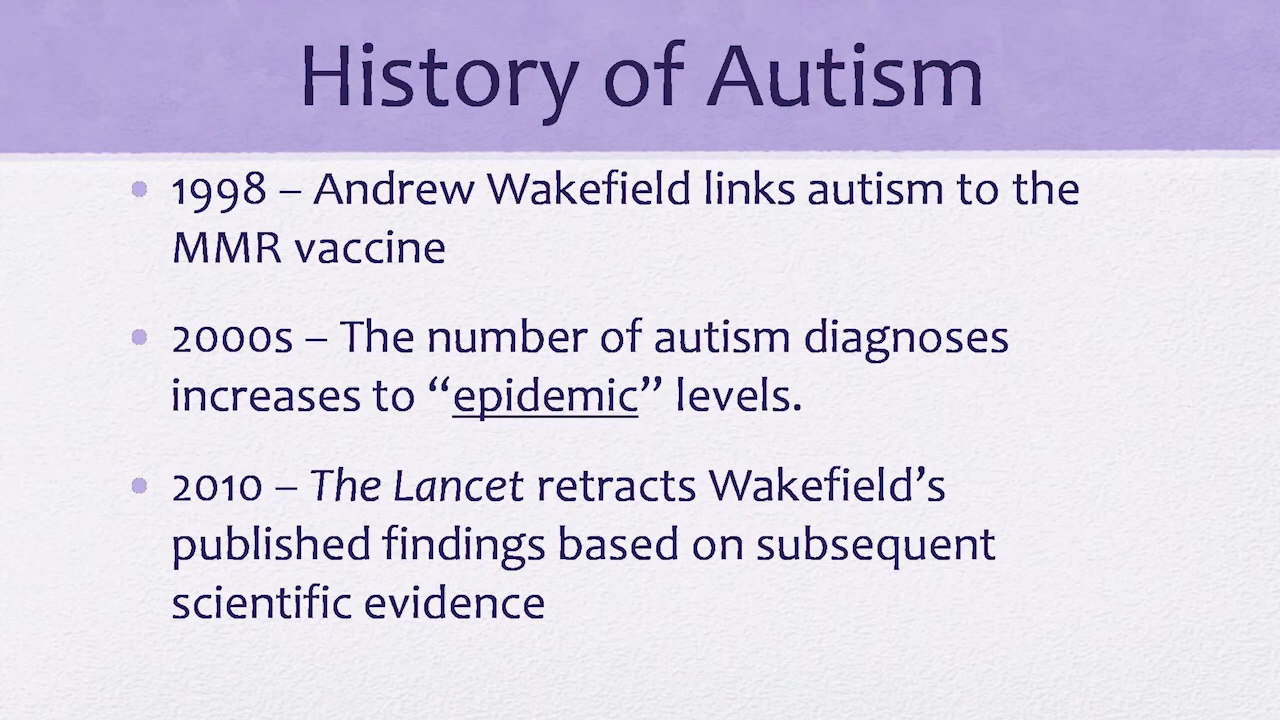 History of Autism
• 1998 – Andrew Wakefield links autism to the
MMR vaccine
• 2000s – The number of autism diagnoses
increases to “epidemic” levels.
• 2010 – The Lancet retracts Wakefield’s
published findings based on subsequent
scientific evidence